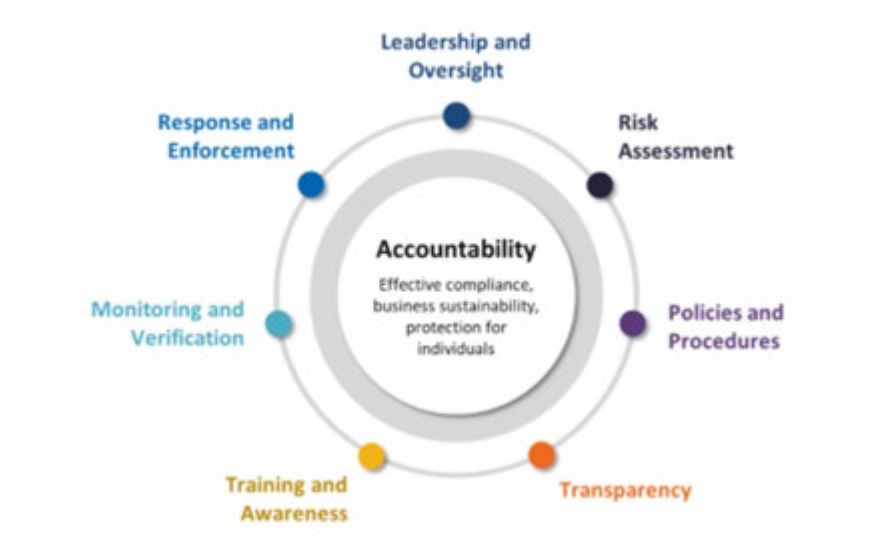 Leadership and
Oversight
Risk
Assessment
Policies and
Procedures
Transparency
Training and
Awareness
Monitoring and
Verification
Response and
Enforcement
Accountability
Effective compliance,
business sustainability,
protection for
individuals